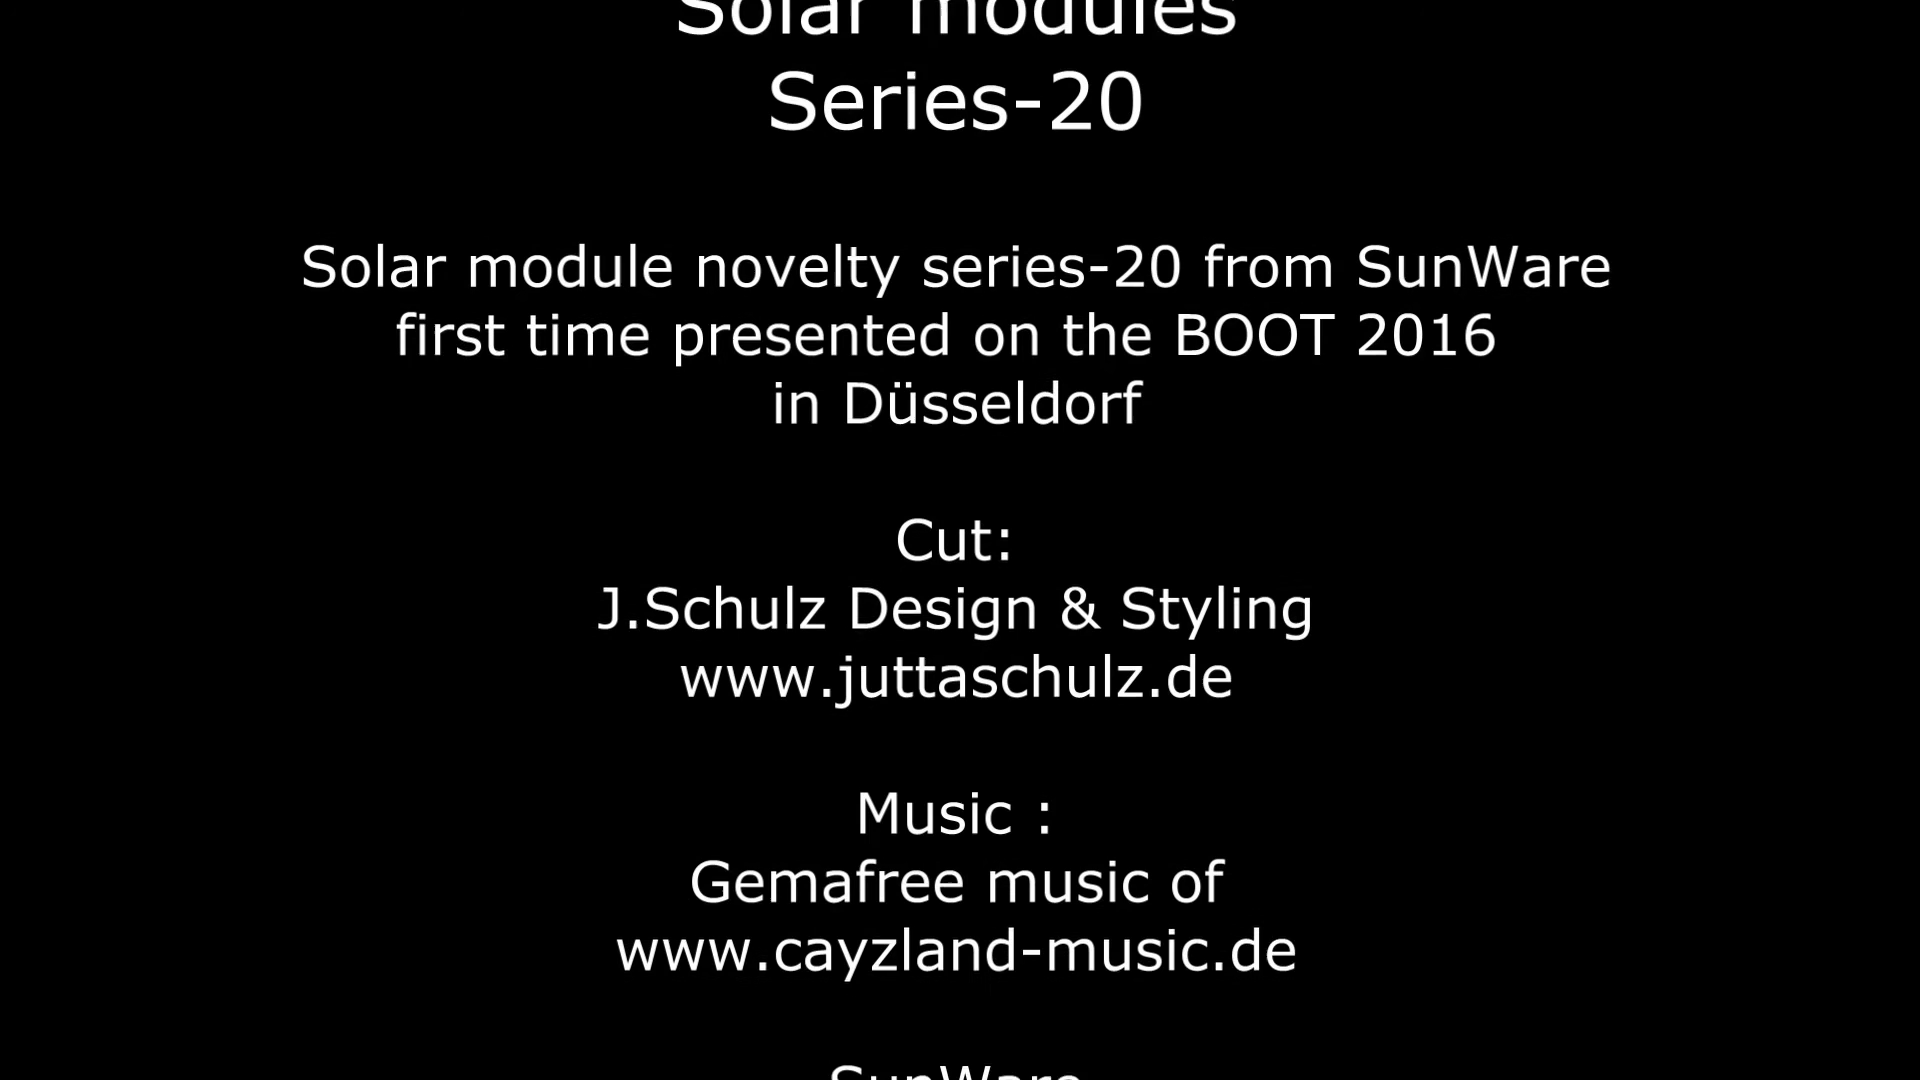 Solar modules
Series-20
Solar module novelty series-20 from SunWare
first time presented on the BOOT 2016
in Düsseldorf
Cut:
J.Schulz Design & Styling
www.juttaschulz.de
Music :
Gemafree music of
www.cayzland-music.de
SunWare